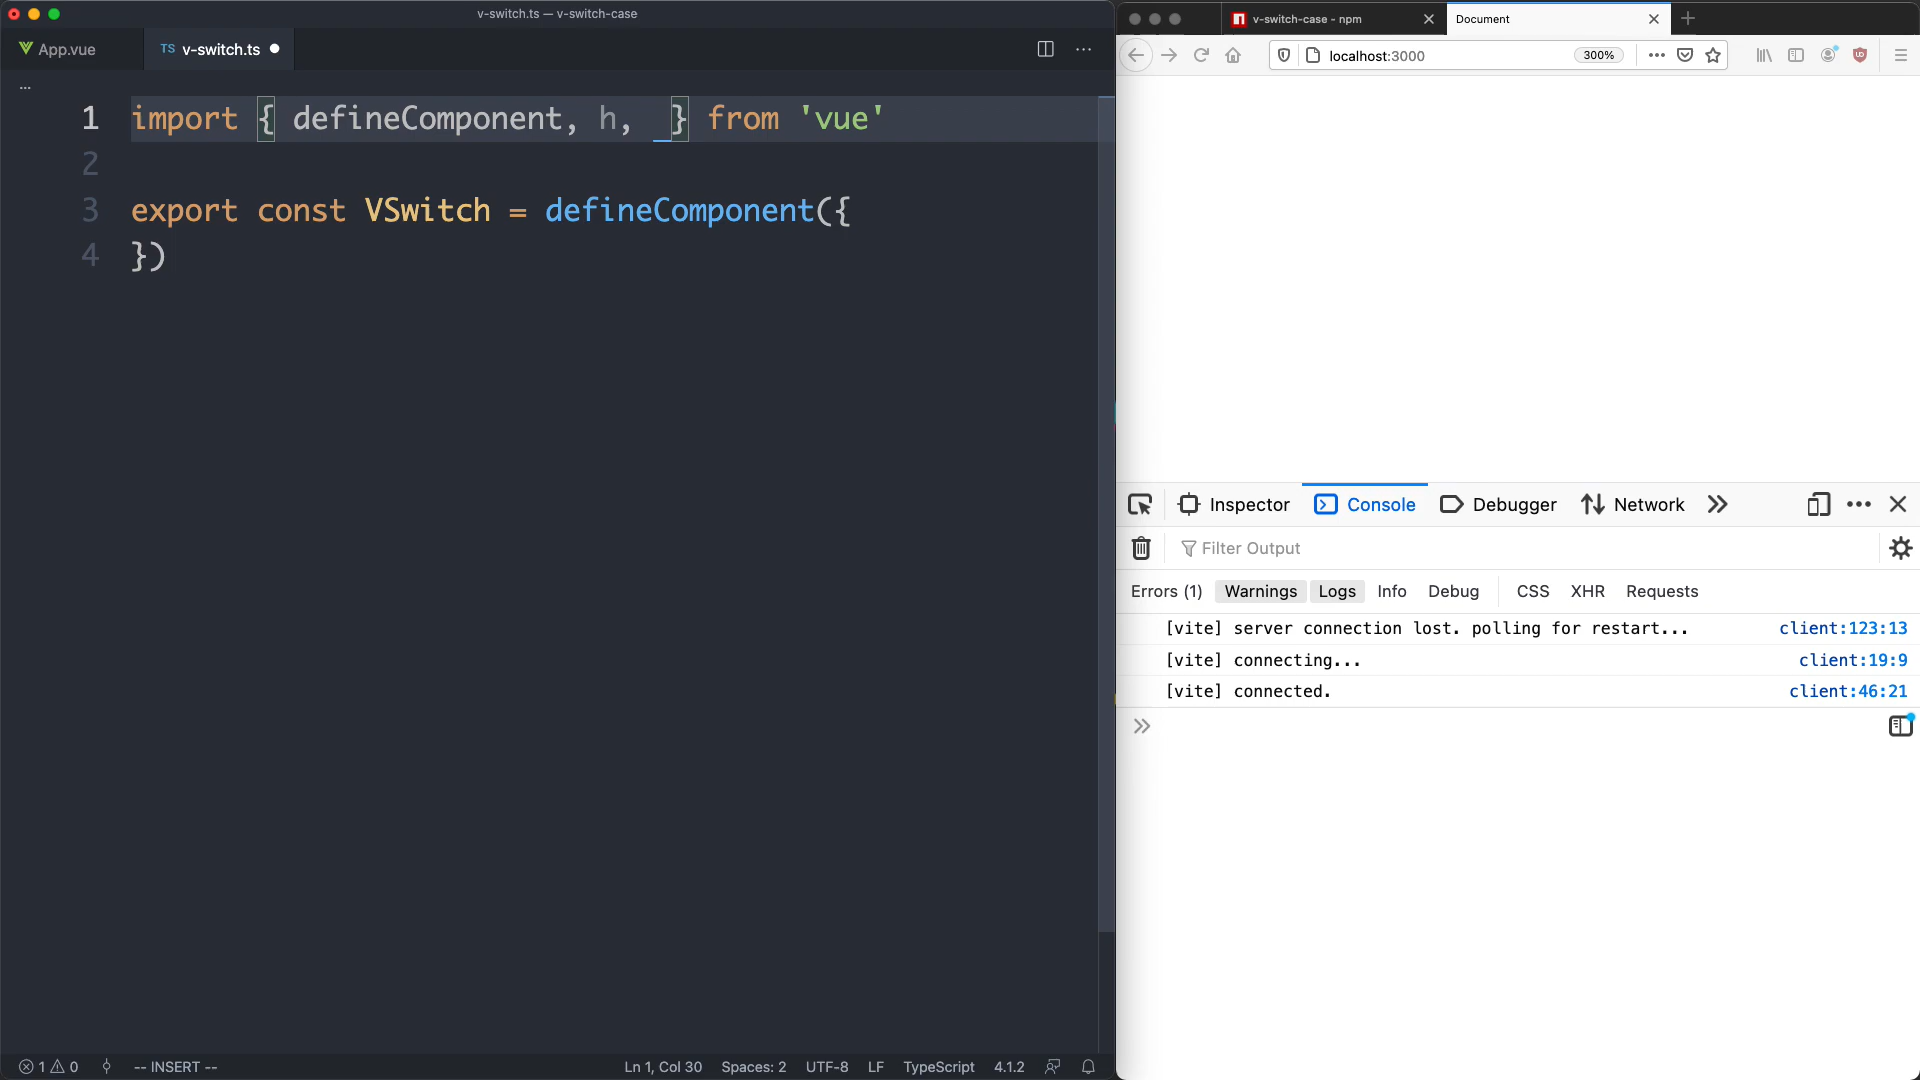 v-switch.ts — v-switch-case
App.vue
TS v-switch.ts
...
1 import { defineComponent, h, } from 'vue'
2
3 export const VSwitch = defineComponent({
4 })
1 0 -- INSERT -- Ln 1, Col 30 Spaces: 2 UTF-8 LF TypeScript 4.1.2
v-switch-case - npm
Document
localhost:3000 300%
Inspector Console Debugger Network
Filter Output
Errors (1) Warnings Logs Info Debug CSS XHR Requests
[vite] server connection lost. polling for restart... client:123:13
[vite] connecting... client:19:9
[vite] connected. client:46:21